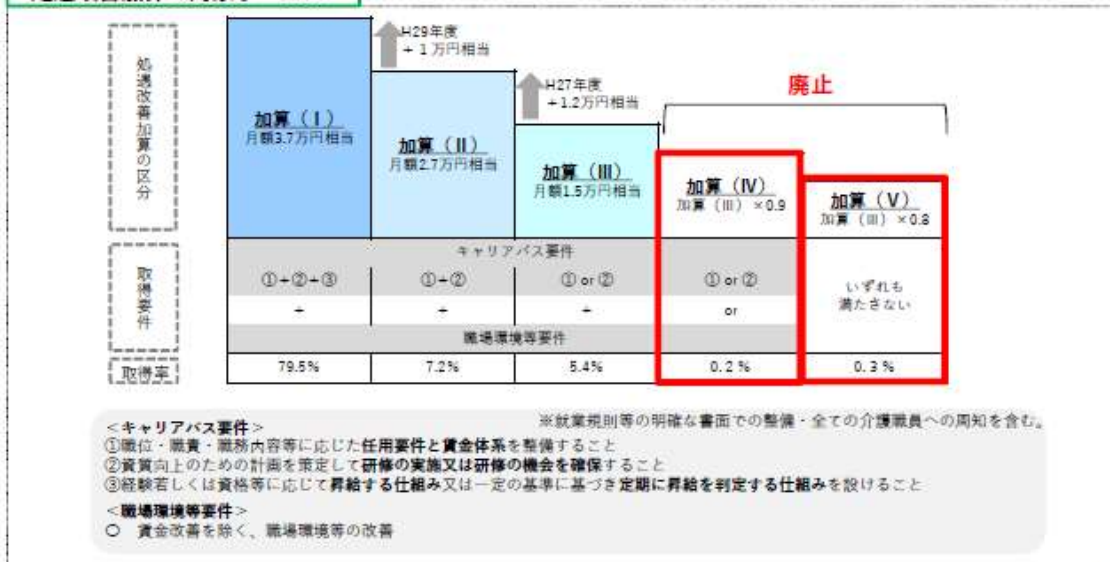 H29年度
+ 1万円相当
H27年度
+1.2万円相当
廃止
処遇改善加算の区分
加算（Ⅰ）
月額3.7万円相当
加算（Ⅱ）
月額2.7万円相当
加算（Ⅲ）
月額1.5万円相当
加算（Ⅳ）
加算（Ⅲ）×0.9
加算（Ⅴ）
加算（Ⅲ）×0.8
取得要件
キャリアパス要件
①+②+③
①+②
① or ②
① or ②
いずれも
満たさない
+
+
+
or
職場環境等要件
取得率
79.5%
7.2%
5.4%
0.2%
0.3%
＜キャリアパス要件＞
※就業規則等の明確な書面での整備・全ての介護職員への周知を含む。
①職位・職責・職務内容等に応じた任用要件と賃金体系を整備すること
②資質向上のための計画を策定して研修の実施又は研修の機会を確保すること
③経験若しくは資格等に応じて昇給する仕組み又は一定の基準に基づき定期に昇給を判定する仕組みを設けること
＜職場環境等要件＞
○ 賃金改善を除く、職場環境等の改善